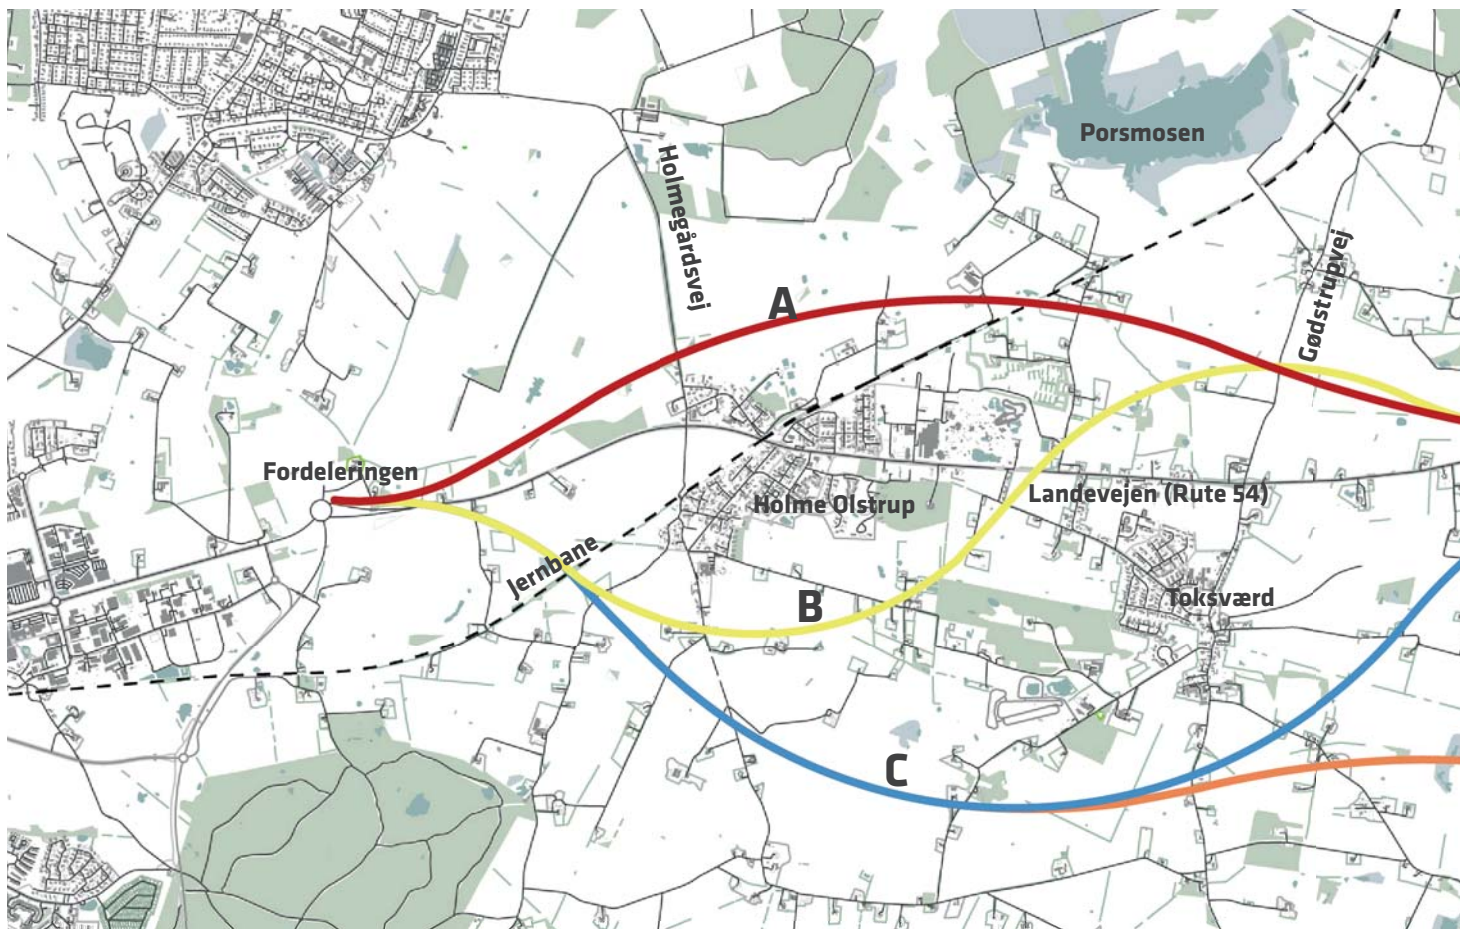 Porsmosen
Holmegårdsvej
Gødstrupvej
A
Fordeleringen
Landevejen (Rute 54)
Holme Olstrup
Jernbane
B
Toksværd
C